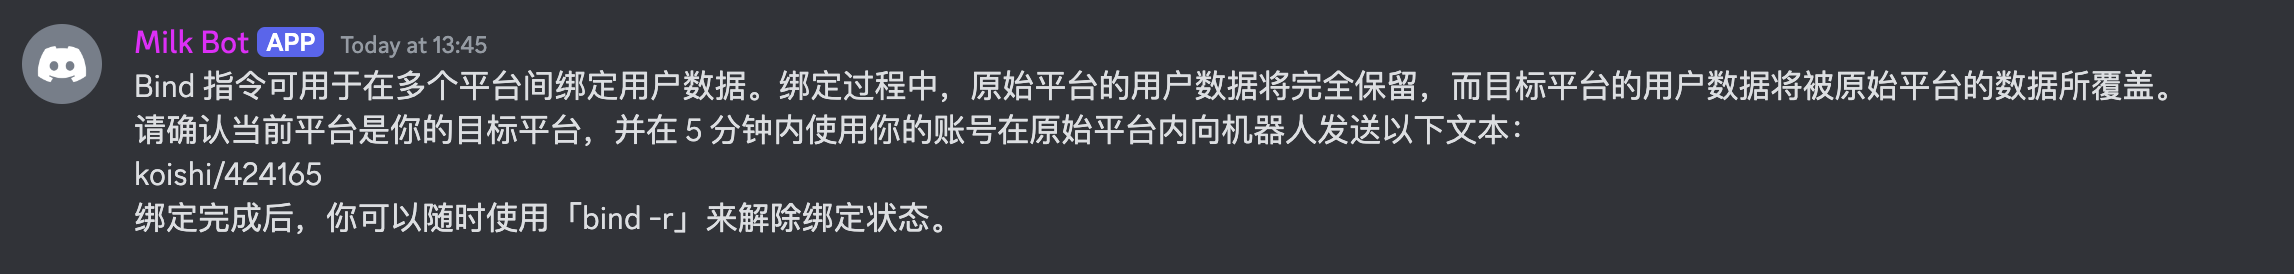 Milk Bot APP Today at 13:45
Bind 指令可用于在多个平台间绑定用户数据。绑定过程中，原始平台的用户数据将完全保留，而目标平台的用户数据将被原始平台的数据所覆盖。
请确认当前平台是你的目标平台，并在 5 分钟内使用你的账号在原始平台内向机器人发送以下文本：
koishi/424165
绑定完成后，你可以随时使用「bind -r」来解除绑定状态。